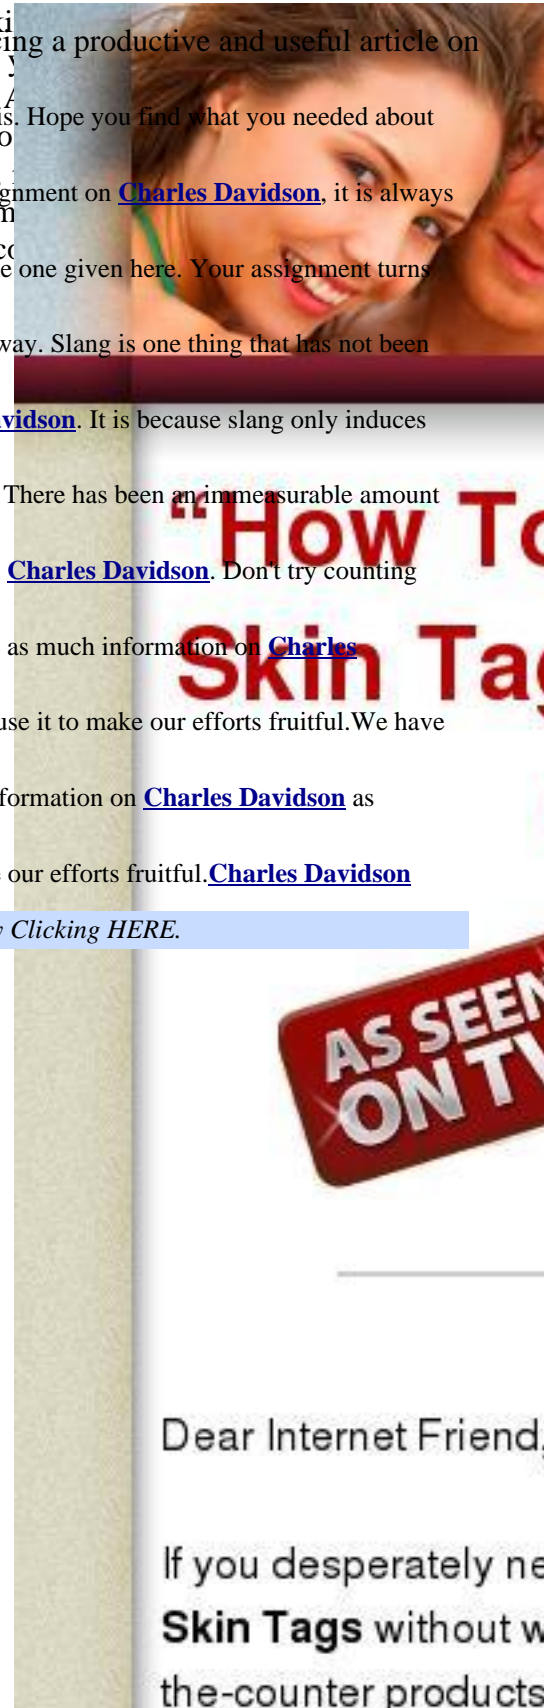 ing a productive and useful article on
is. Hope you find what you needed about
gnment on Charles Davidson, it is always
e one given here. Your assignment turns
way. Slang is one thing that has not been
vidson. It is because slang only induces
There has been an immeasurable amount
“How To
Charles Davidson. Don't try counting
as much information on Charles
Skin Tag
use it to make our efforts fruitful.We have
formation on Charles Davidson as
our efforts fruitful.Charles Davidson
Clicking HERE.
AS SEEN
ON TV
Dear Internet Friend,
If you desperately ne
Skin Tags without w
the-counter products